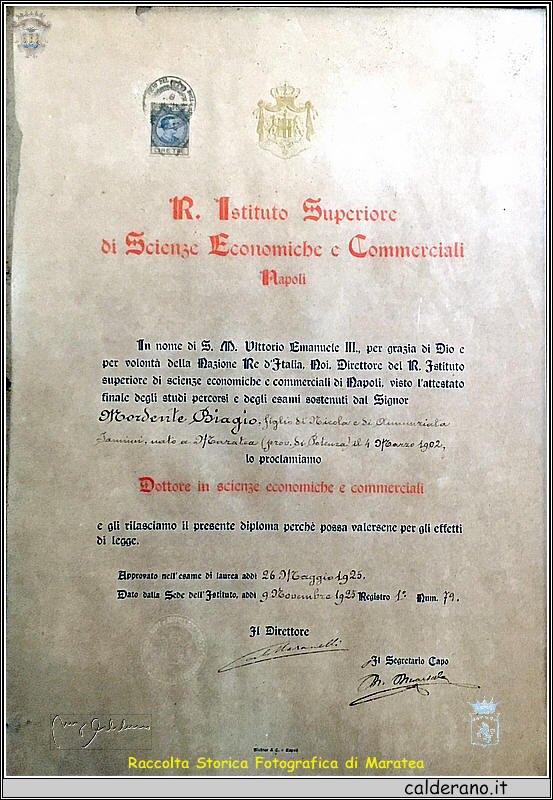 LIRE TRE
R. Istituto Superiore
di Scienze Economiche e Commerciali
Napoli
In nome di S. M. Vittorio Emanuele III., per grazia di Dio e
per volontà della Nazione Re d'Italia, Noi, Direttore del R. Istituto
superiore di scienze economiche e commerciali di Napoli, visto l'attestato
finale degli studi percorsi e degli esami sostenuti dal Signor
Mordente Biagio, figlio di Nicola e di Annunziata
nato a Maratea (prov. di Potenza) il 4 Marzo 1902,
lo proclamiamo
Dottore in scienze economiche e commerciali
e gli rilasciamo il presente diploma perchè possa valersene per gli effetti
di legge.
Approvato nell'esame di laurea addì 26 Maggio 1925.
Dato dalla Sede dell'Istituto, addì 9 Novembre 1925 Registro 1º Num. 79.
Il Direttore
Il Segretario Capo
Raccolta Storica Fotografica di Maratea
calderano.it